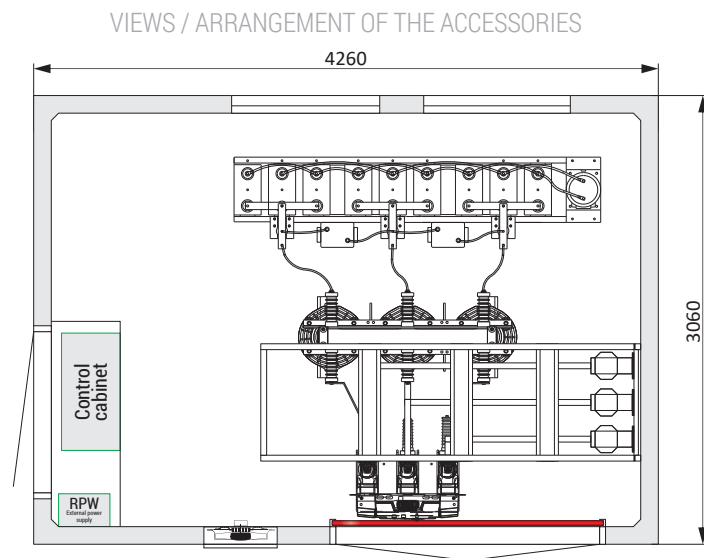 VIEWS / ARRANGEMENT OF THE ACCESSORIES
4260
3060
Control
cabinet
RPW
External power
supply